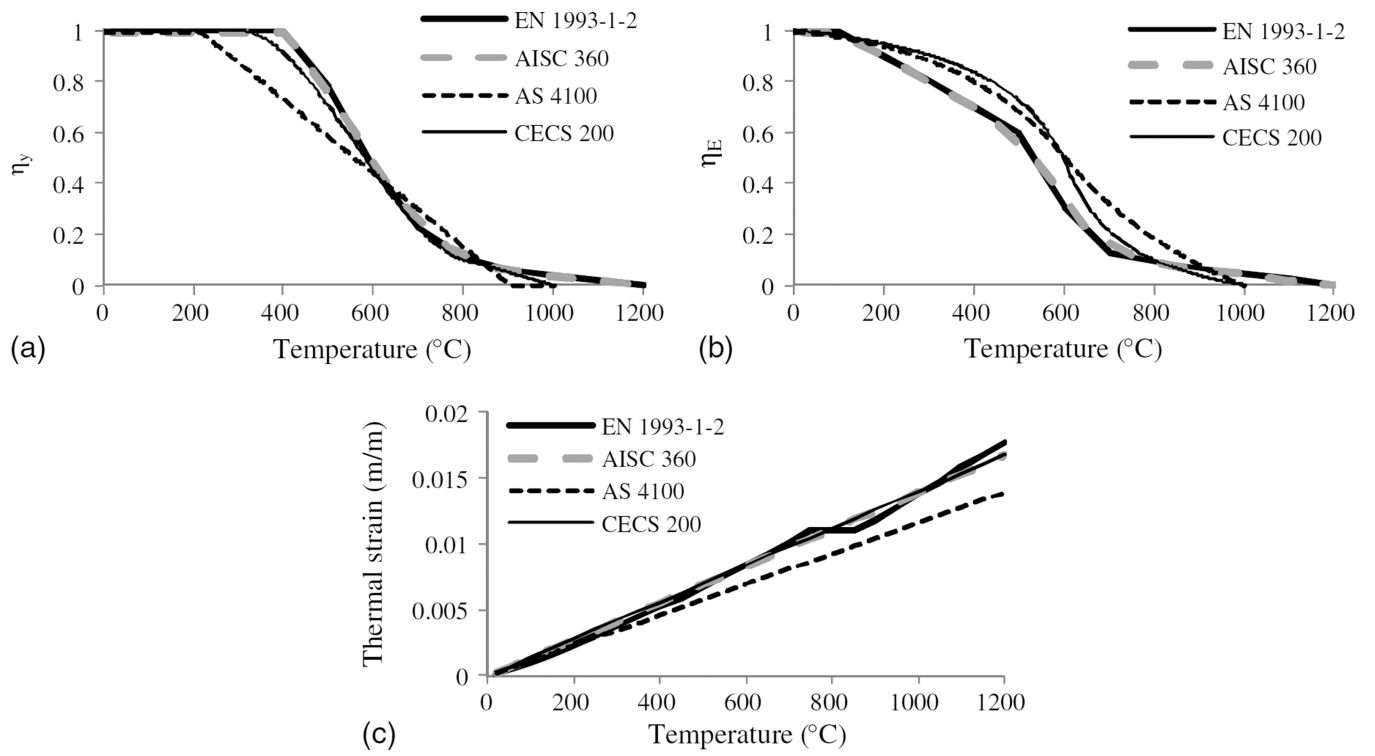 EN 1993-1-2
AISC 360
AS 4100
CECS 200
η_y
1
0.8
0.6
0.4
0.2
0
0 200 400 600 800 1000 1200
(a) Temperature (°C)
EN 1993-1-2
AISC 360
AS 4100
CECS 200
η_E
1
0.8
0.6
0.4
0.2
0
0 200 400 600 800 1000 1200
(b) Temperature (°C)
EN 1993-1-2
AISC 360
AS 4100
CECS 200
Thermal strain (m/m)
0.02
0.015
0.01
0.005
0
0 200 400 600 800 1000 1200
(c) Temperature (°C)